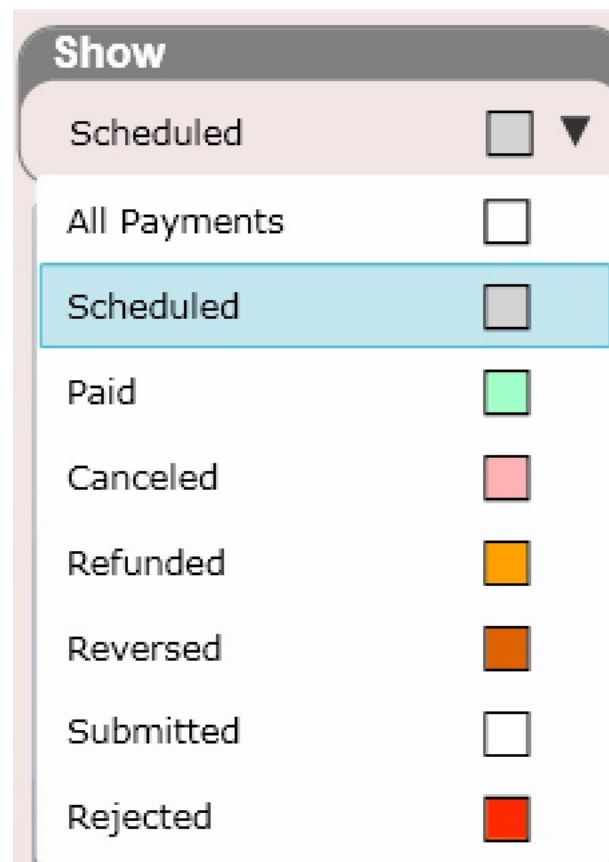 Show
Scheduled
All Payments
Scheduled
Paid
Canceled
Refunded
Reversed
Submitted
Rejected